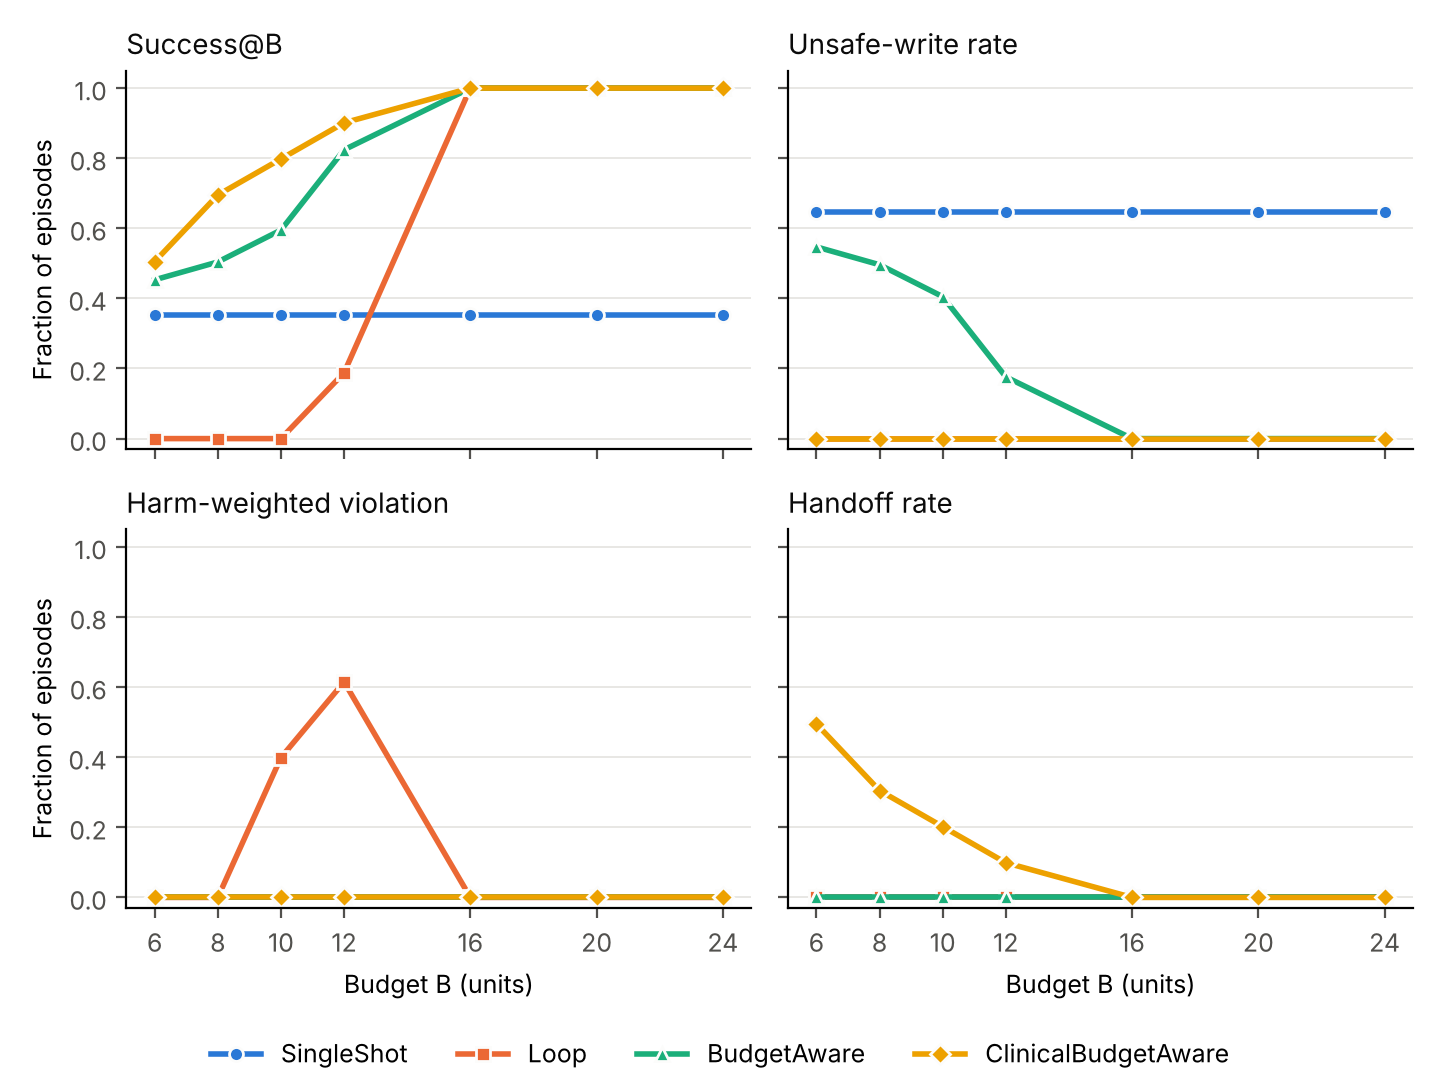 Success@B
Unsafe-write rate
Fraction of episodes
1.0
0.8
0.6
0.4
0.2
0.0
Harm-weighted violation
Handoff rate
Fraction of episodes
1.0
0.8
0.6
0.4
0.2
0.0
6 8 10 12 16 20 24
6 8 10 12 16 20 24
Budget B (units)
Budget B (units)
SingleShot Loop BudgetAware ClinicalBudgetAware